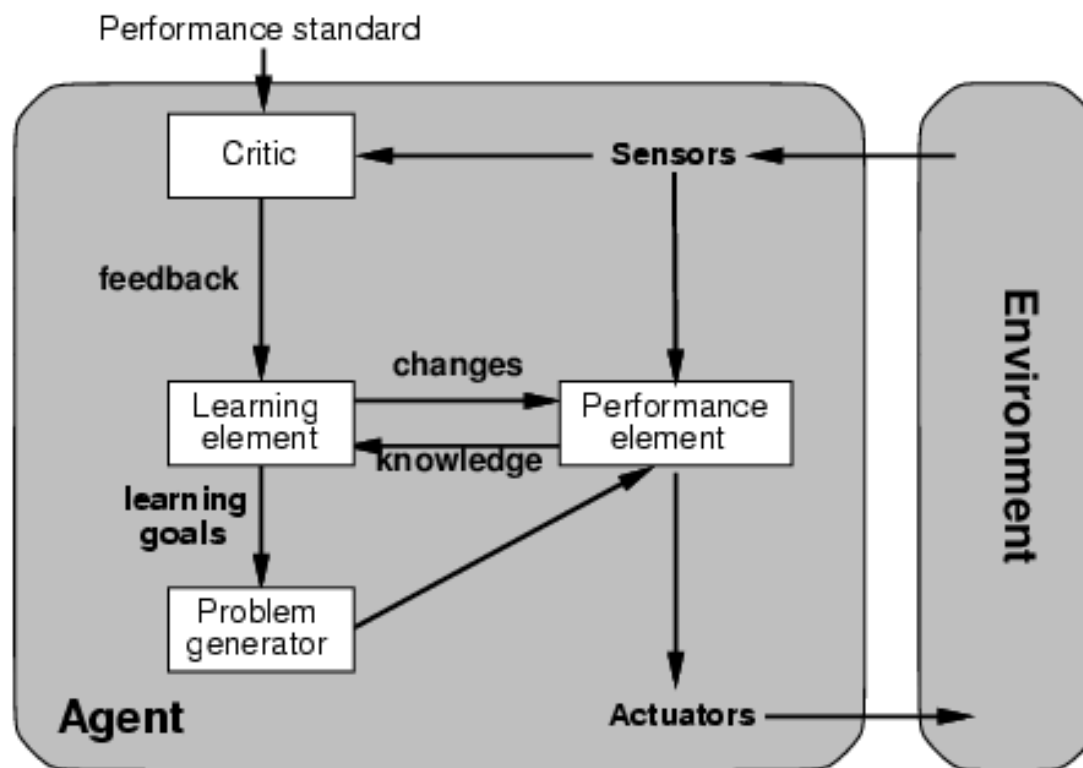 Performance standard
Critic
Sensors
feedback
changes
Learning
element
Performance
element
knowledge
learning
goals
Problem
generator
Agent
Actuators
Environment